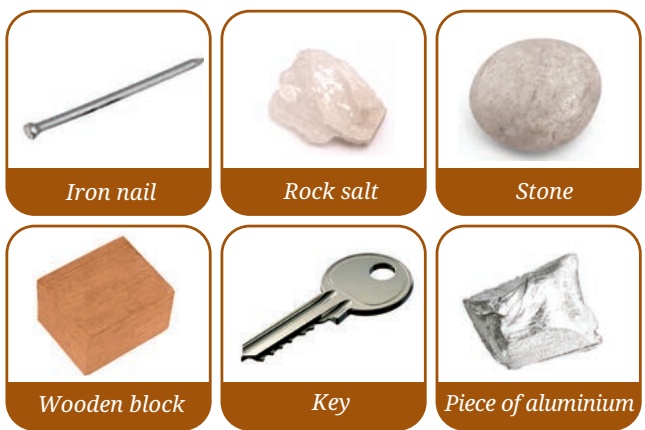 Iron nail
Rock salt
Stone
Wooden block
Key
Piece of aluminium